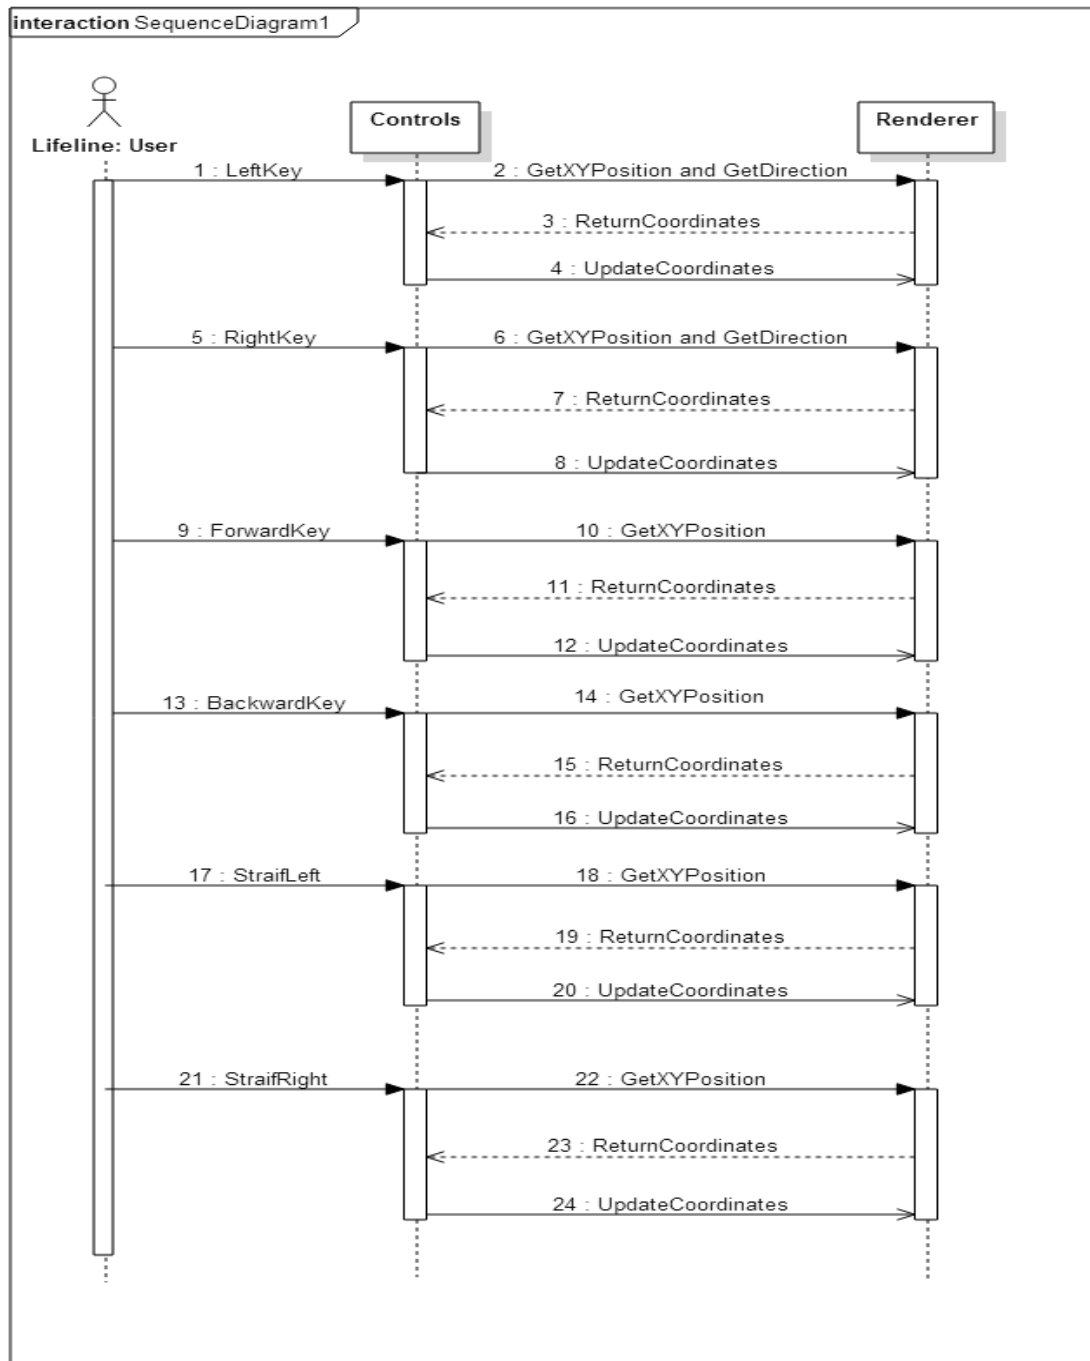 interaction SequenceDiagram1
Lifeline: User
Controls
Renderer
1 : LeftKey
2 : GetXYPosition and GetDirection
3 : ReturnCoordinates
4 : UpdateCoordinates
5 : RightKey
6 : GetXYPosition and GetDirection
7 : ReturnCoordinates
8 : UpdateCoordinates
9 : ForwardKey
10 : GetXYPosition
11 : ReturnCoordinates
12 : UpdateCoordinates
13 : BackwardKey
14 : GetXYPosition
15 : ReturnCoordinates
16 : UpdateCoordinates
17 : StraifLeft
18 : GetXYPosition
19 : ReturnCoordinates
20 : UpdateCoordinates
21 : StraifRight
22 : GetXYPosition
23 : ReturnCoordinates
24 : UpdateCoordinates